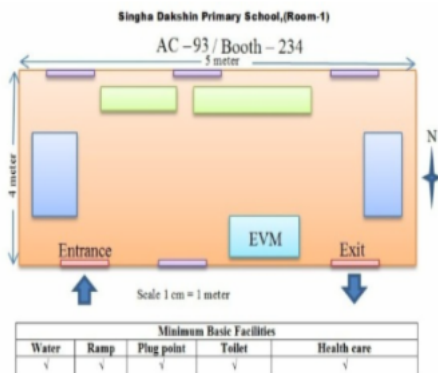 Singha Dakshin Primary School,(Room-1)
AC –93/Booth – 234
5 meter
4 meter
N
EVM
Entrance
Exit
Scale 1 cm = 1 meter
Minimum Basic Facilities
Water Ramp Plug point Toilet Health care
√ √ √ √ √